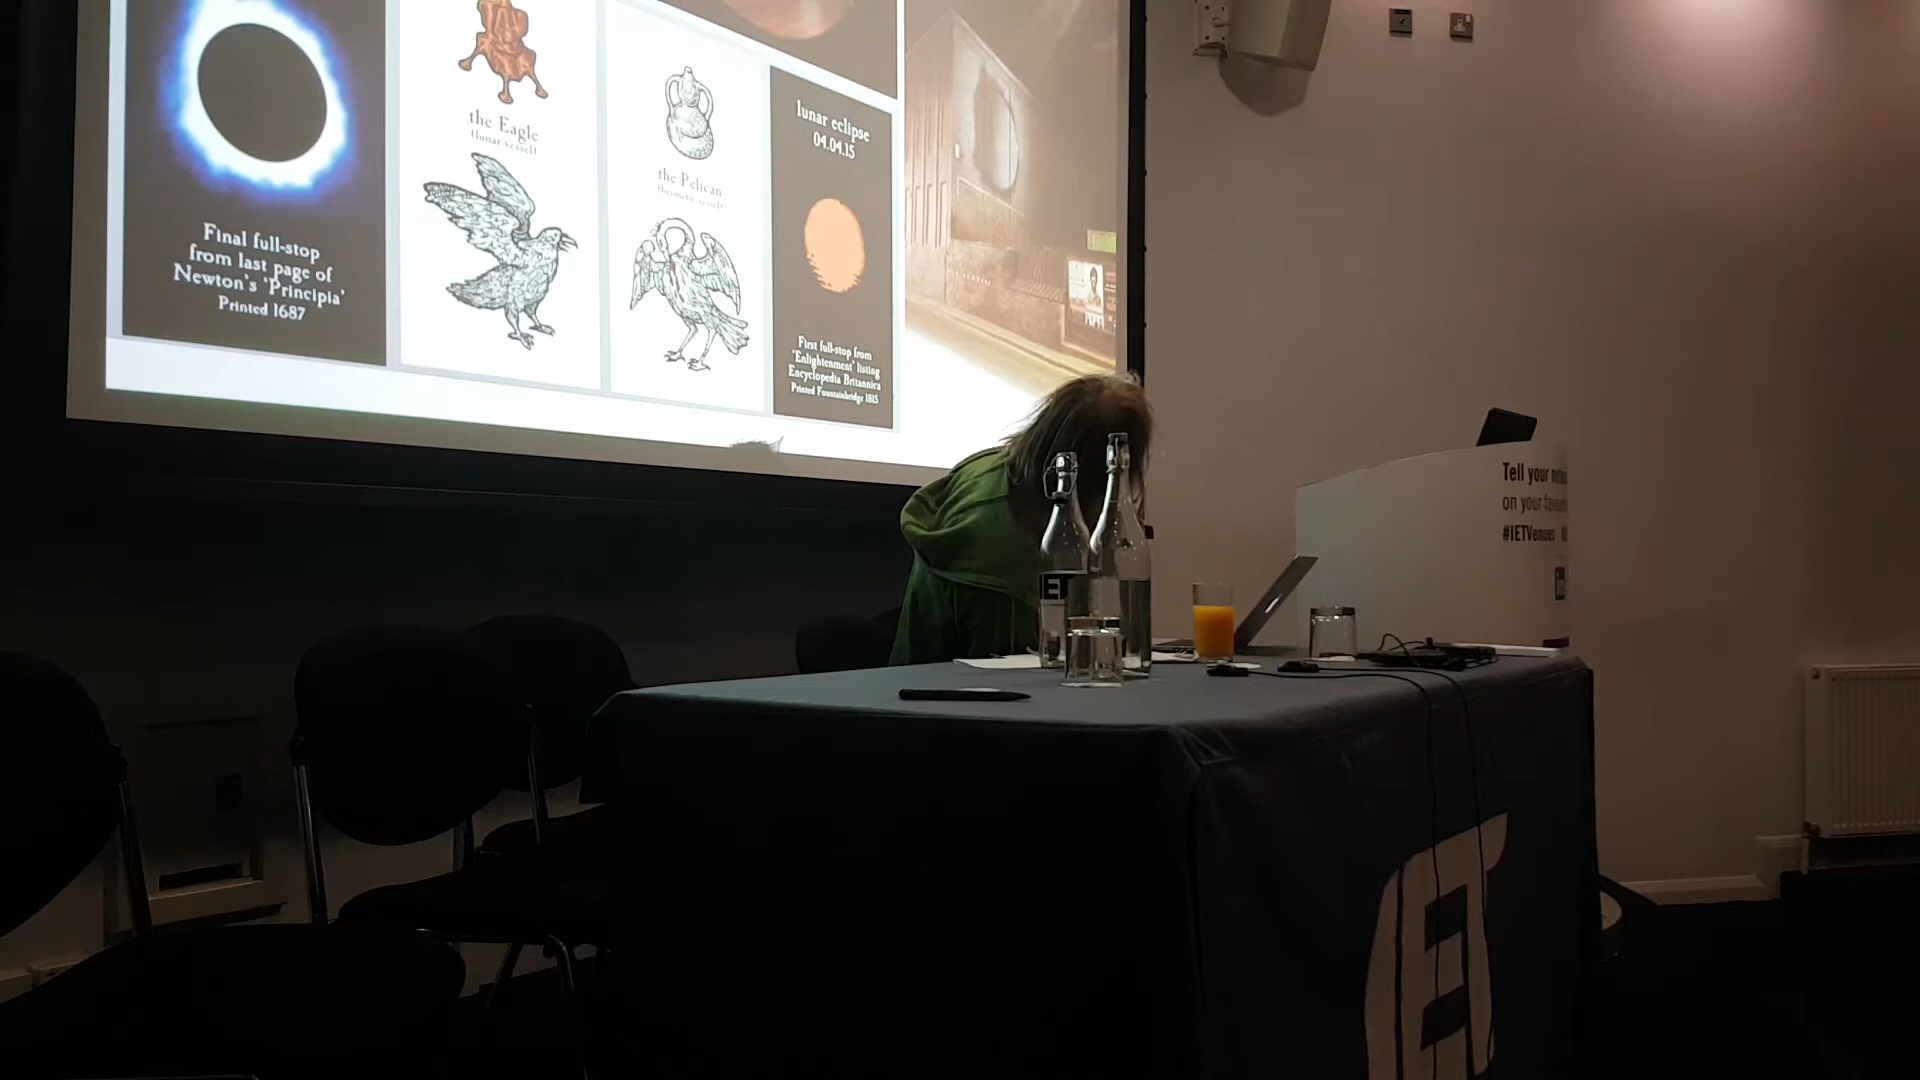 Final full-stop
from last page of
Newton's 'Principia'
Printed 1687
the Eagle
(lunar vessel)
the Pelican
(hermetic vessel)
lunar eclipse
04.04.15
First full-stop from
'Enlightenment' listing
Encyclopedia Britannica
Printed Fountainbridge 1815
Tell your
on your
#IETVenues
IET